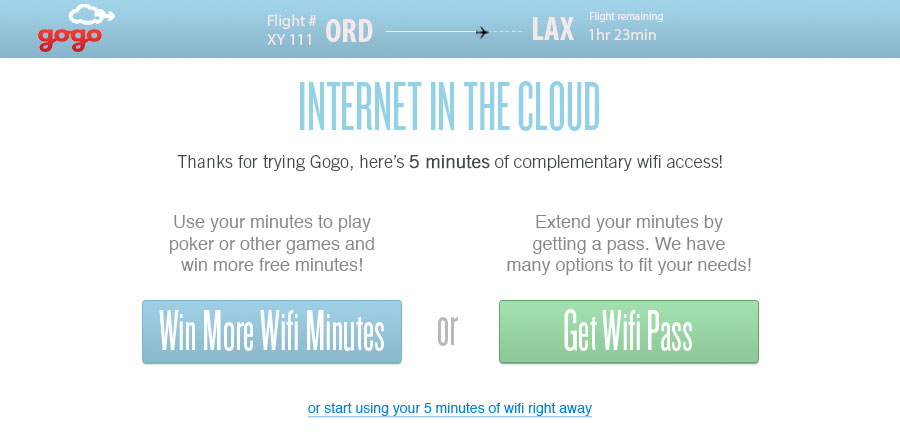 gogo
Flight #
XY 111
ORD
LAX
Flight remaining
1hr 23min
INTERNET IN THE CLOUD
Thanks for trying Gogo, here's 5 minutes of complementary wifi access!
Use your minutes to play
poker or other games and
win more free minutes!
Win More Wifi Minutes
or
Extend your minutes by
getting a pass. We have
many options to fit your needs!
Get Wifi Pass
or start using your 5 minutes of wifi right away